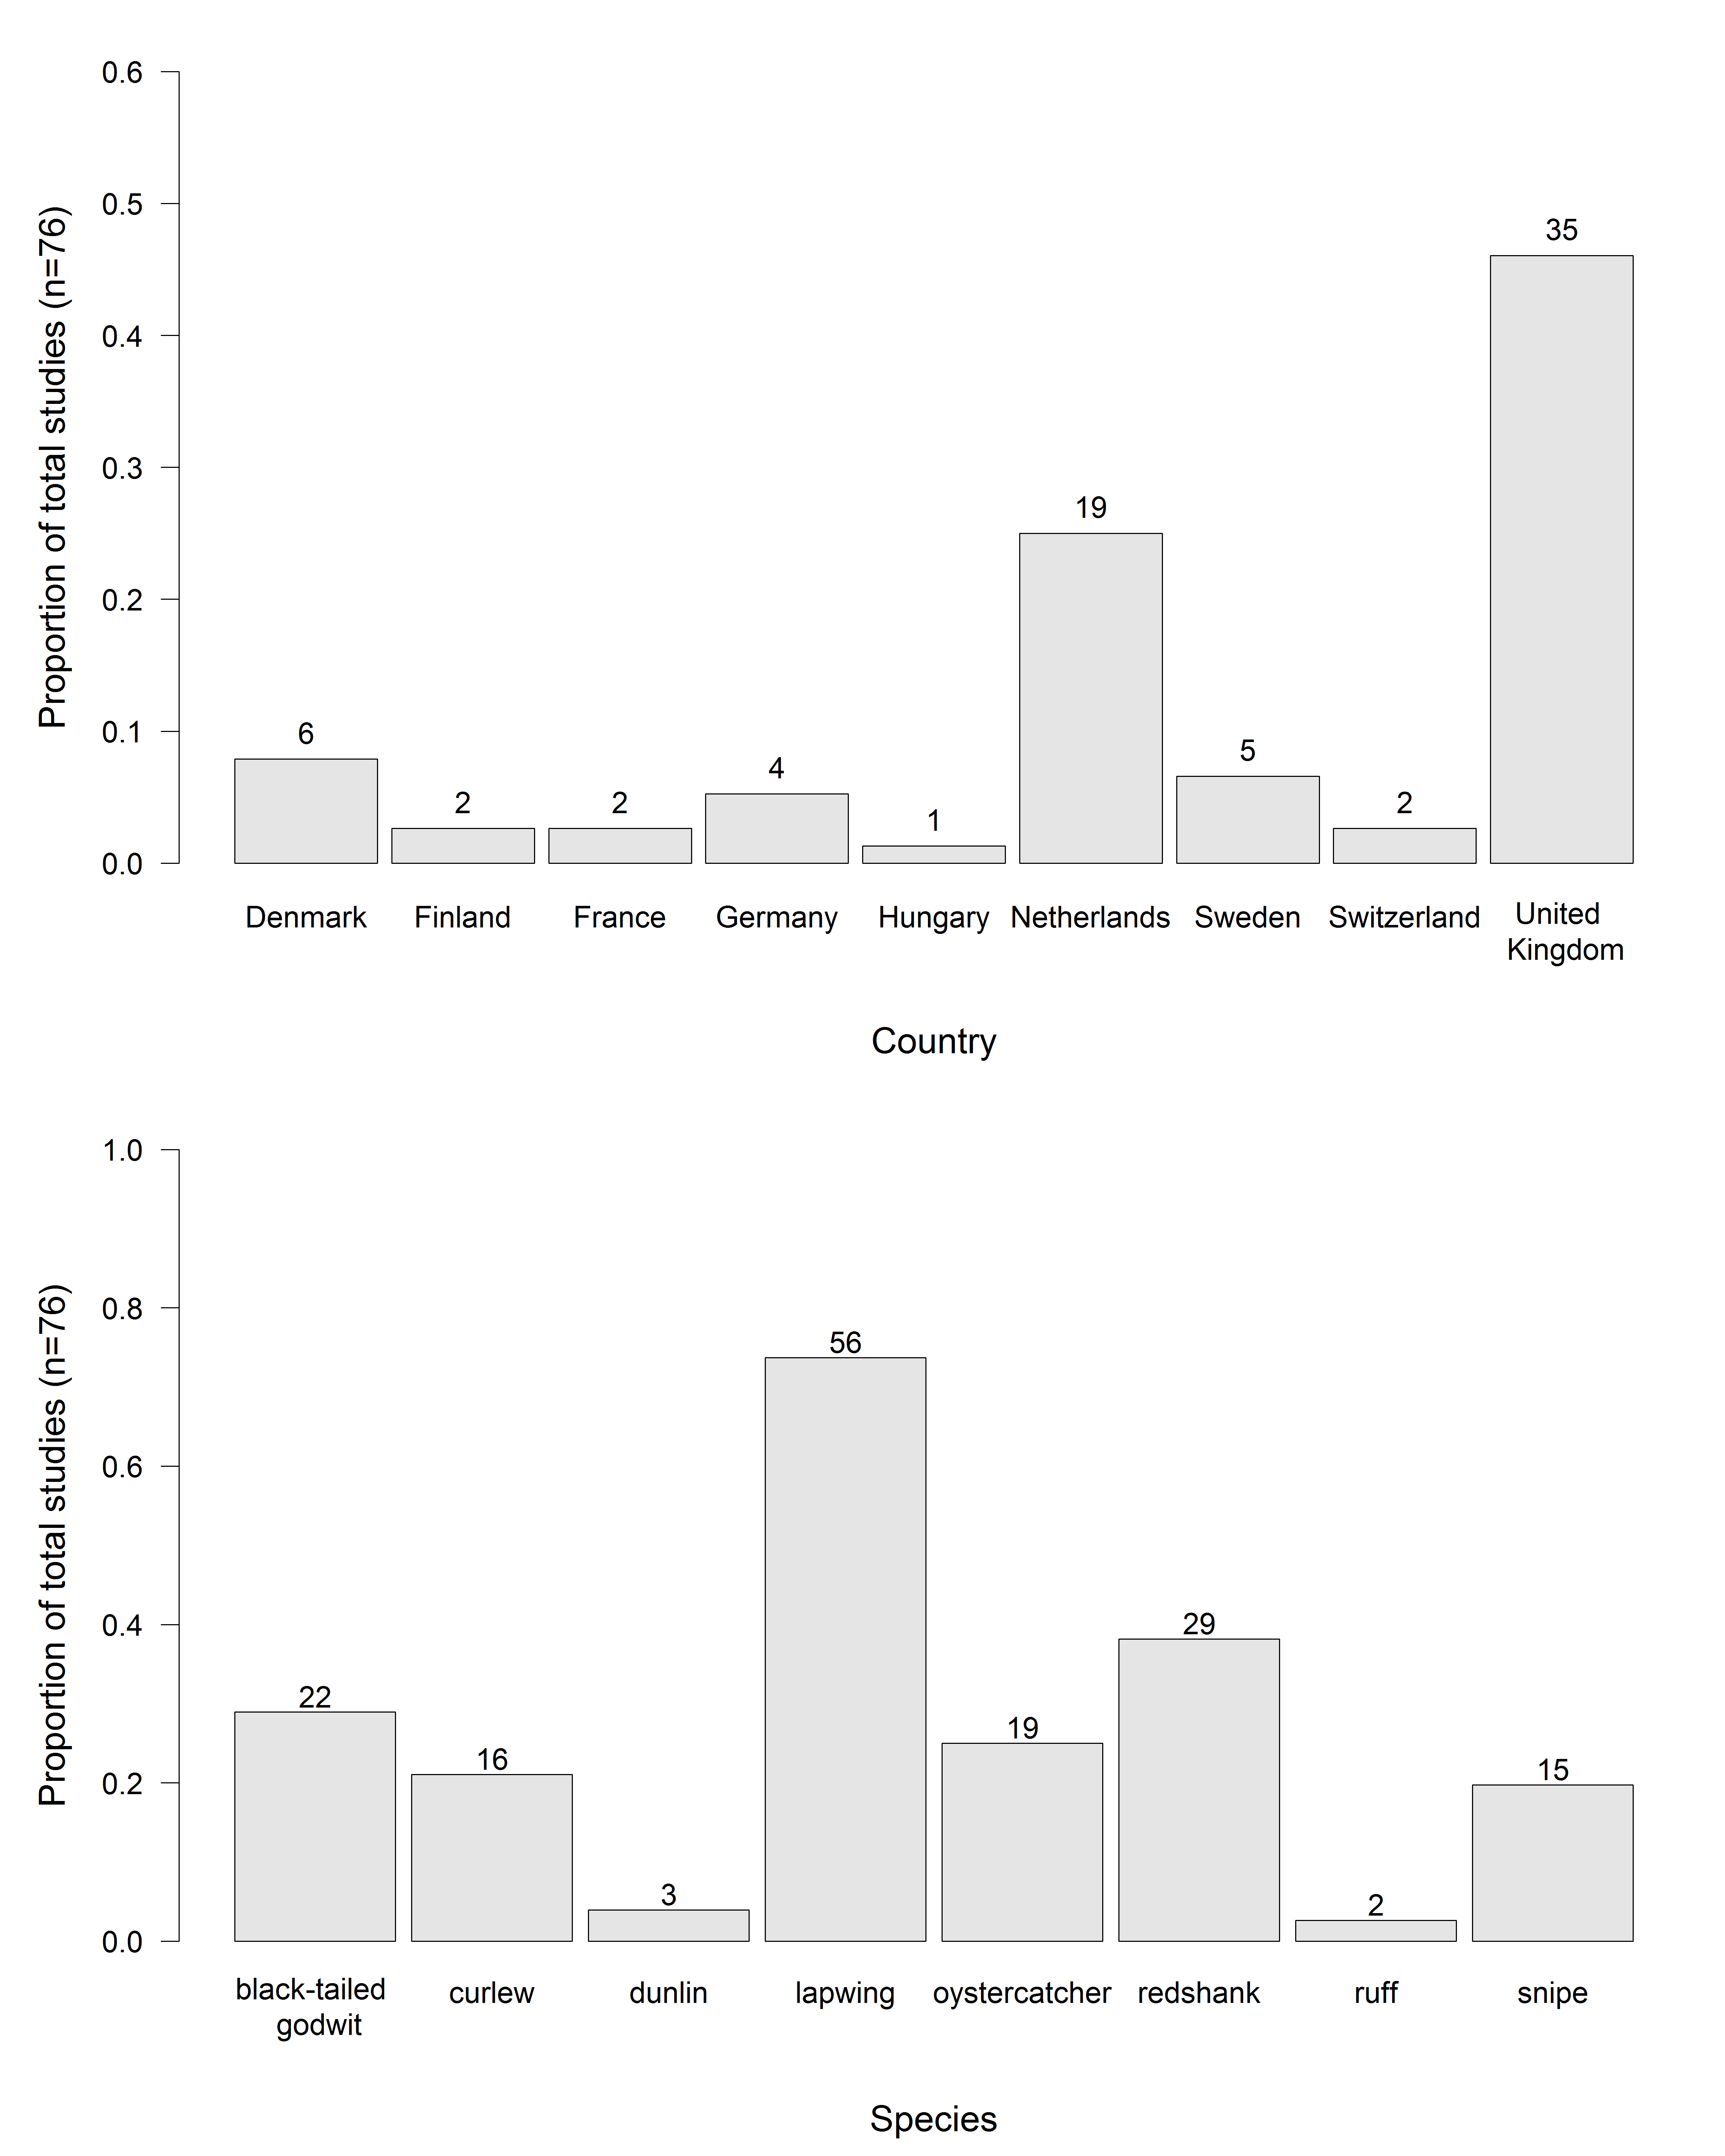 0.6
0.5
0.4
0.3
0.2
0.1
0.0
Proportion of total studies (n=76)
6
2
2
4
1
19
5
2
35
Denmark
Finland
France
Germany
Hungary
Netherlands
Sweden
Switzerland
United
Kingdom
Country
1.0
0.8
0.6
0.4
0.2
0.0
Proportion of total studies (n=76)
22
16
3
56
19
29
2
15
black-tailed
godwit
curlew
dunlin
lapwing
oystercatcher
redshank
ruff
snipe
Species